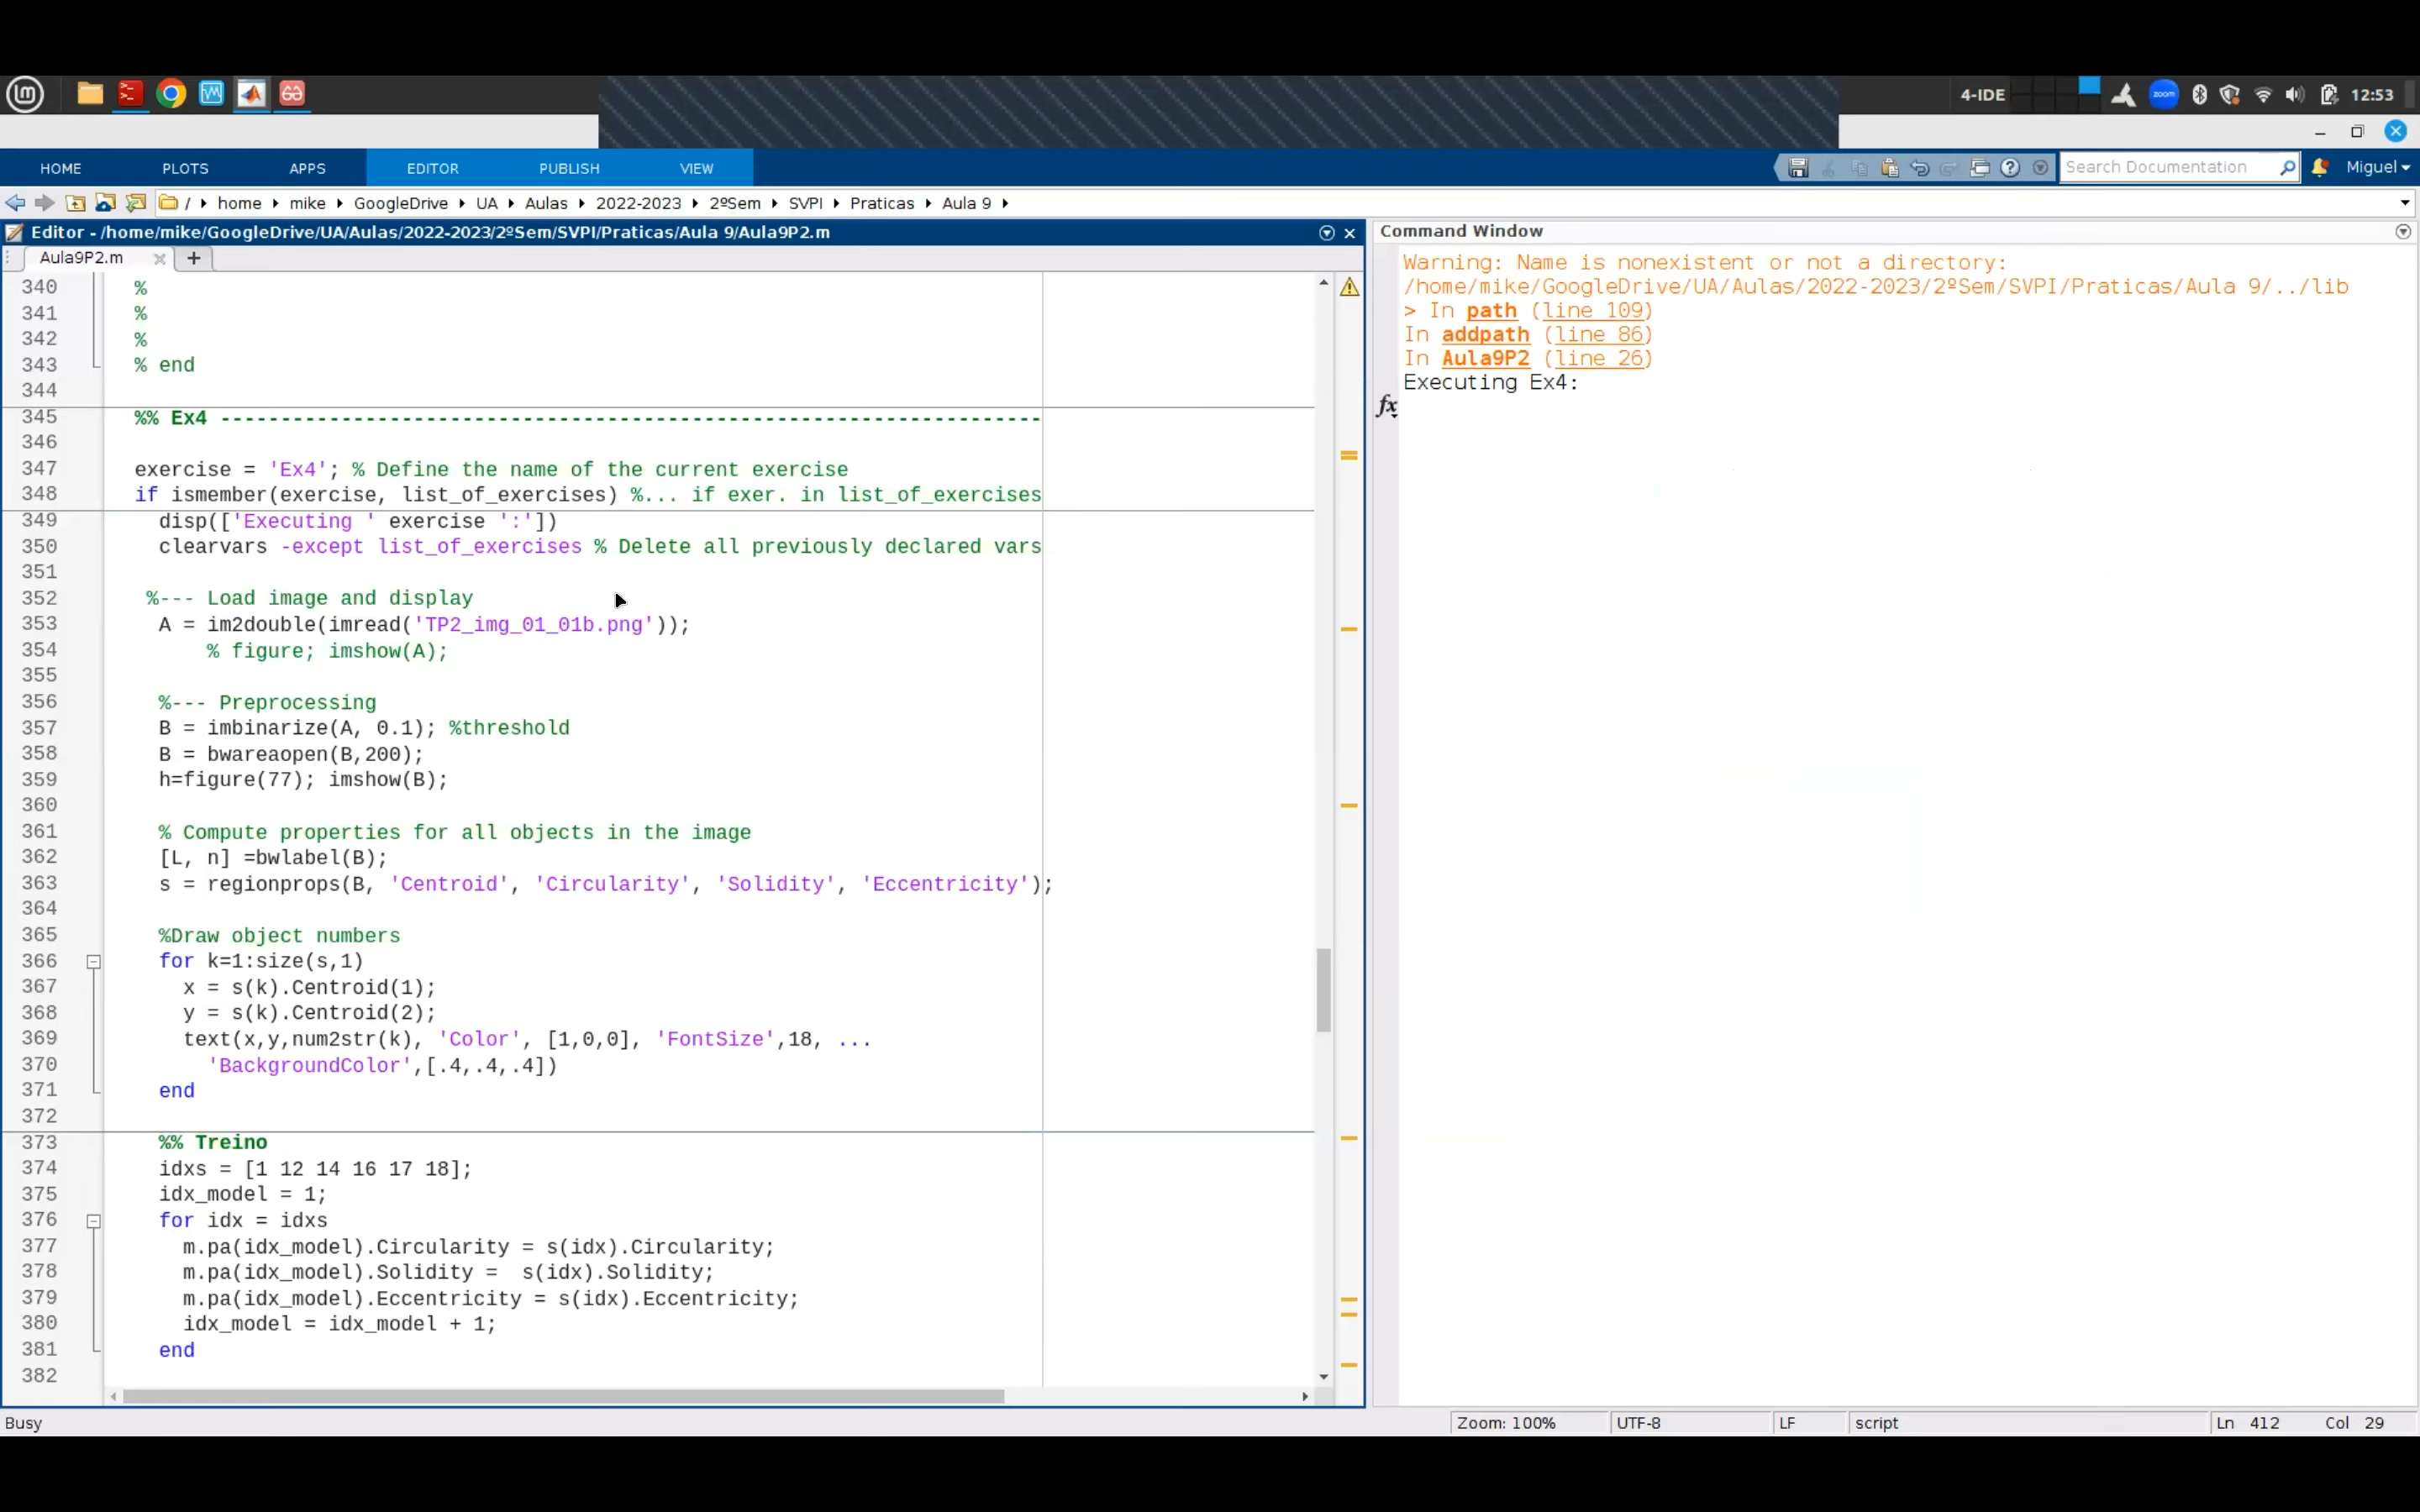 4-IDE
zoom
12:53
HOME PLOTS APPS EDITOR PUBLISH VIEW
Search Documentation
Miguel
/ home mike GoogleDrive UA Aulas 2022-2023 2ºSem SVPI Praticas Aula 9
Editor - /home/mike/GoogleDrive/UA/Aulas/2022-2023/2ºSem/SVPI/Praticas/Aula 9/Aula9P2.m
Aula9P2.m
340 %
341 %
342 %
343 % end
344
345 %% Ex4 --------------------------------------------------------------------
346
347 exercise = 'Ex4'; % Define the name of the current exercise
348 if ismember(exercise, list_of_exercises) %... if exer. in list_of_exercises
349 disp(['Executing ' exercise ':'])
350 clearvars -except list_of_exercises % Delete all previously declared vars
351
352 %--- Load image and display
353 A = im2double(imread('TP2_img_01_01b.png'));
354 % figure; imshow(A);
355
356 %--- Preprocessing
357 B = imbinarize(A, 0.1); %threshold
358 B = bwareaopen(B,200);
359 h=figure(77); imshow(B);
360
361 % Compute properties for all objects in the image
362 [L, n] =bwlabel(B);
363 s = regionprops(B, 'Centroid', 'Circularity', 'Solidity', 'Eccentricity');
364
365 %Draw object numbers
366 for k=1:size(s,1)
367 x = s(k).Centroid(1);
368 y = s(k).Centroid(2);
369 text(x,y,num2str(k), 'Color', [1,0,0], 'FontSize',18, ...
370 'BackgroundColor',[.4,.4,.4])
371 end
372
373 %% Treino
374 idxs = [1 12 14 16 17 18];
375 idx_model = 1;
376 for idx = idxs
377 m.pa(idx_model).Circularity = s(idx).Circularity;
378 m.pa(idx_model).Solidity =  s(idx).Solidity;
379 m.pa(idx_model).Eccentricity = s(idx).Eccentricity;
380 idx_model = idx_model + 1;
381 end
382
Command Window
Warning: Name is nonexistent or not a directory:
/home/mike/GoogleDrive/UA/Aulas/2022-2023/2ºSem/SVPI/Praticas/Aula 9/../lib
> In path (line 109)
In addpath (line 86)
In Aula9P2 (line 26)
Executing Ex4:
fx
Busy
Zoom: 100% UTF-8 LF script Ln 412 Col 29